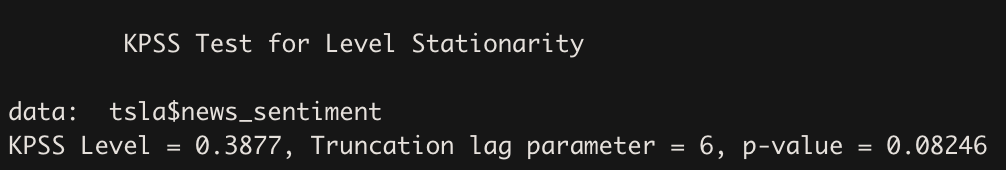 KPSS Test for Level Stationarity
data:  tsla$news_sentiment
KPSS Level = 0.3877, Truncation lag parameter = 6, p-value = 0.08246